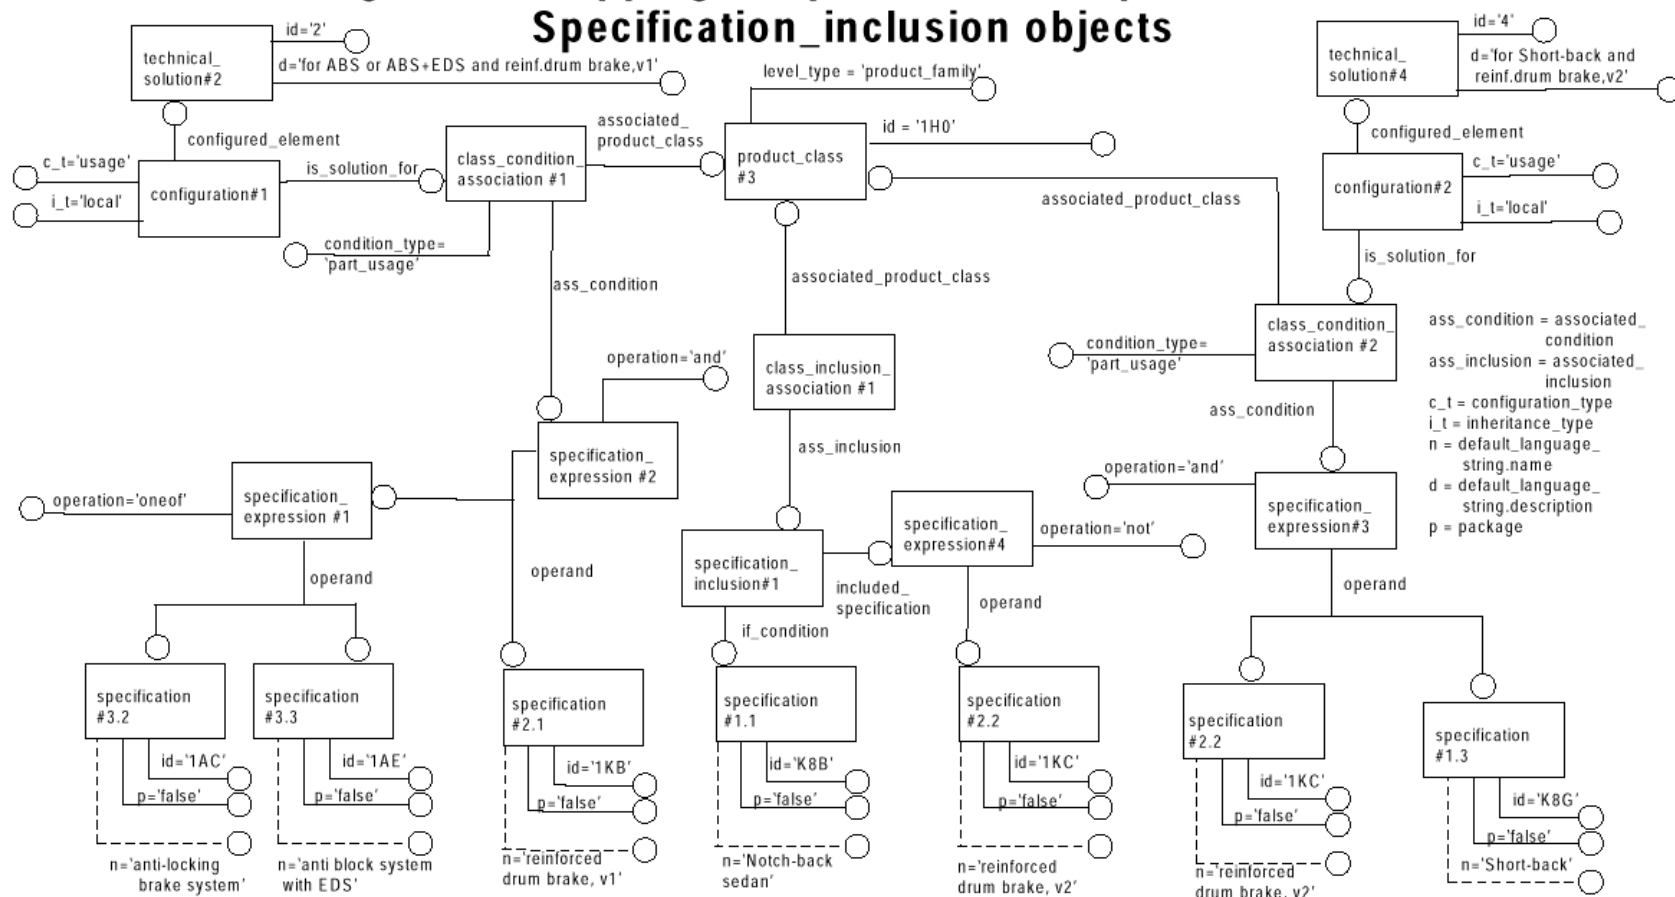 Specification_inclusion objects
id='2'
technical_
solution#2
d='for ABS or ABS+EDS and reinf.drum brake,v1'
configured_element
c_t='usage'
i_t='local'
configuration#1
is_solution_for
class_condition_
association #1
condition_type=
'part_usage'
associated_
product_class
level_type = 'product_family'
product_class
#3
id = '1H0'
associated_product_class
id='4'
technical_
solution#4
d='for Short-back and
reinf.drum brake,v2'
configured_element
configuration#2
c_t='usage'
i_t='local'
is_solution_for
ass_condition
associated_product_class
class_condition_
association #2
condition_type=
'part_usage'
ass_condition
ass_condition = associated_
condition
ass_inclusion = associated_
inclusion
c_t = configuration_type
i_t = inheritance_type
n = default_language_
string.name
d = default_language_
string.description
p = package
operation='and'
class_inclusion_
association #1
ass_inclusion
specification_
expression #2
operation='oneof'
specification_
expression #1
operand
operand
specification_
inclusion#1
included_
specification
if_condition
specification_
expression#4
operation='not'
operand
operation='and'
specification_
expression#3
operand
specification
#3.2
id='1AC'
p='false'
n='anti-locking
brake system'
specification
#3.3
id='1AE'
p='false'
n='anti block system
with EDS'
specification
#2.1
id='1KB'
p='false'
n='reinforced
drum brake, v1'
specification
#1.1
id='K8B'
p='false'
n='Notch-back
sedan'
specification
#2.2
id='1KC'
p='false'
n='reinforced
drum brake, v2'
specification
#2.2
id='1KC'
p='false'
n='reinforced
drum brake, v2'
specification
#1.3
id='K8G'
p='false'
n='Short-back'